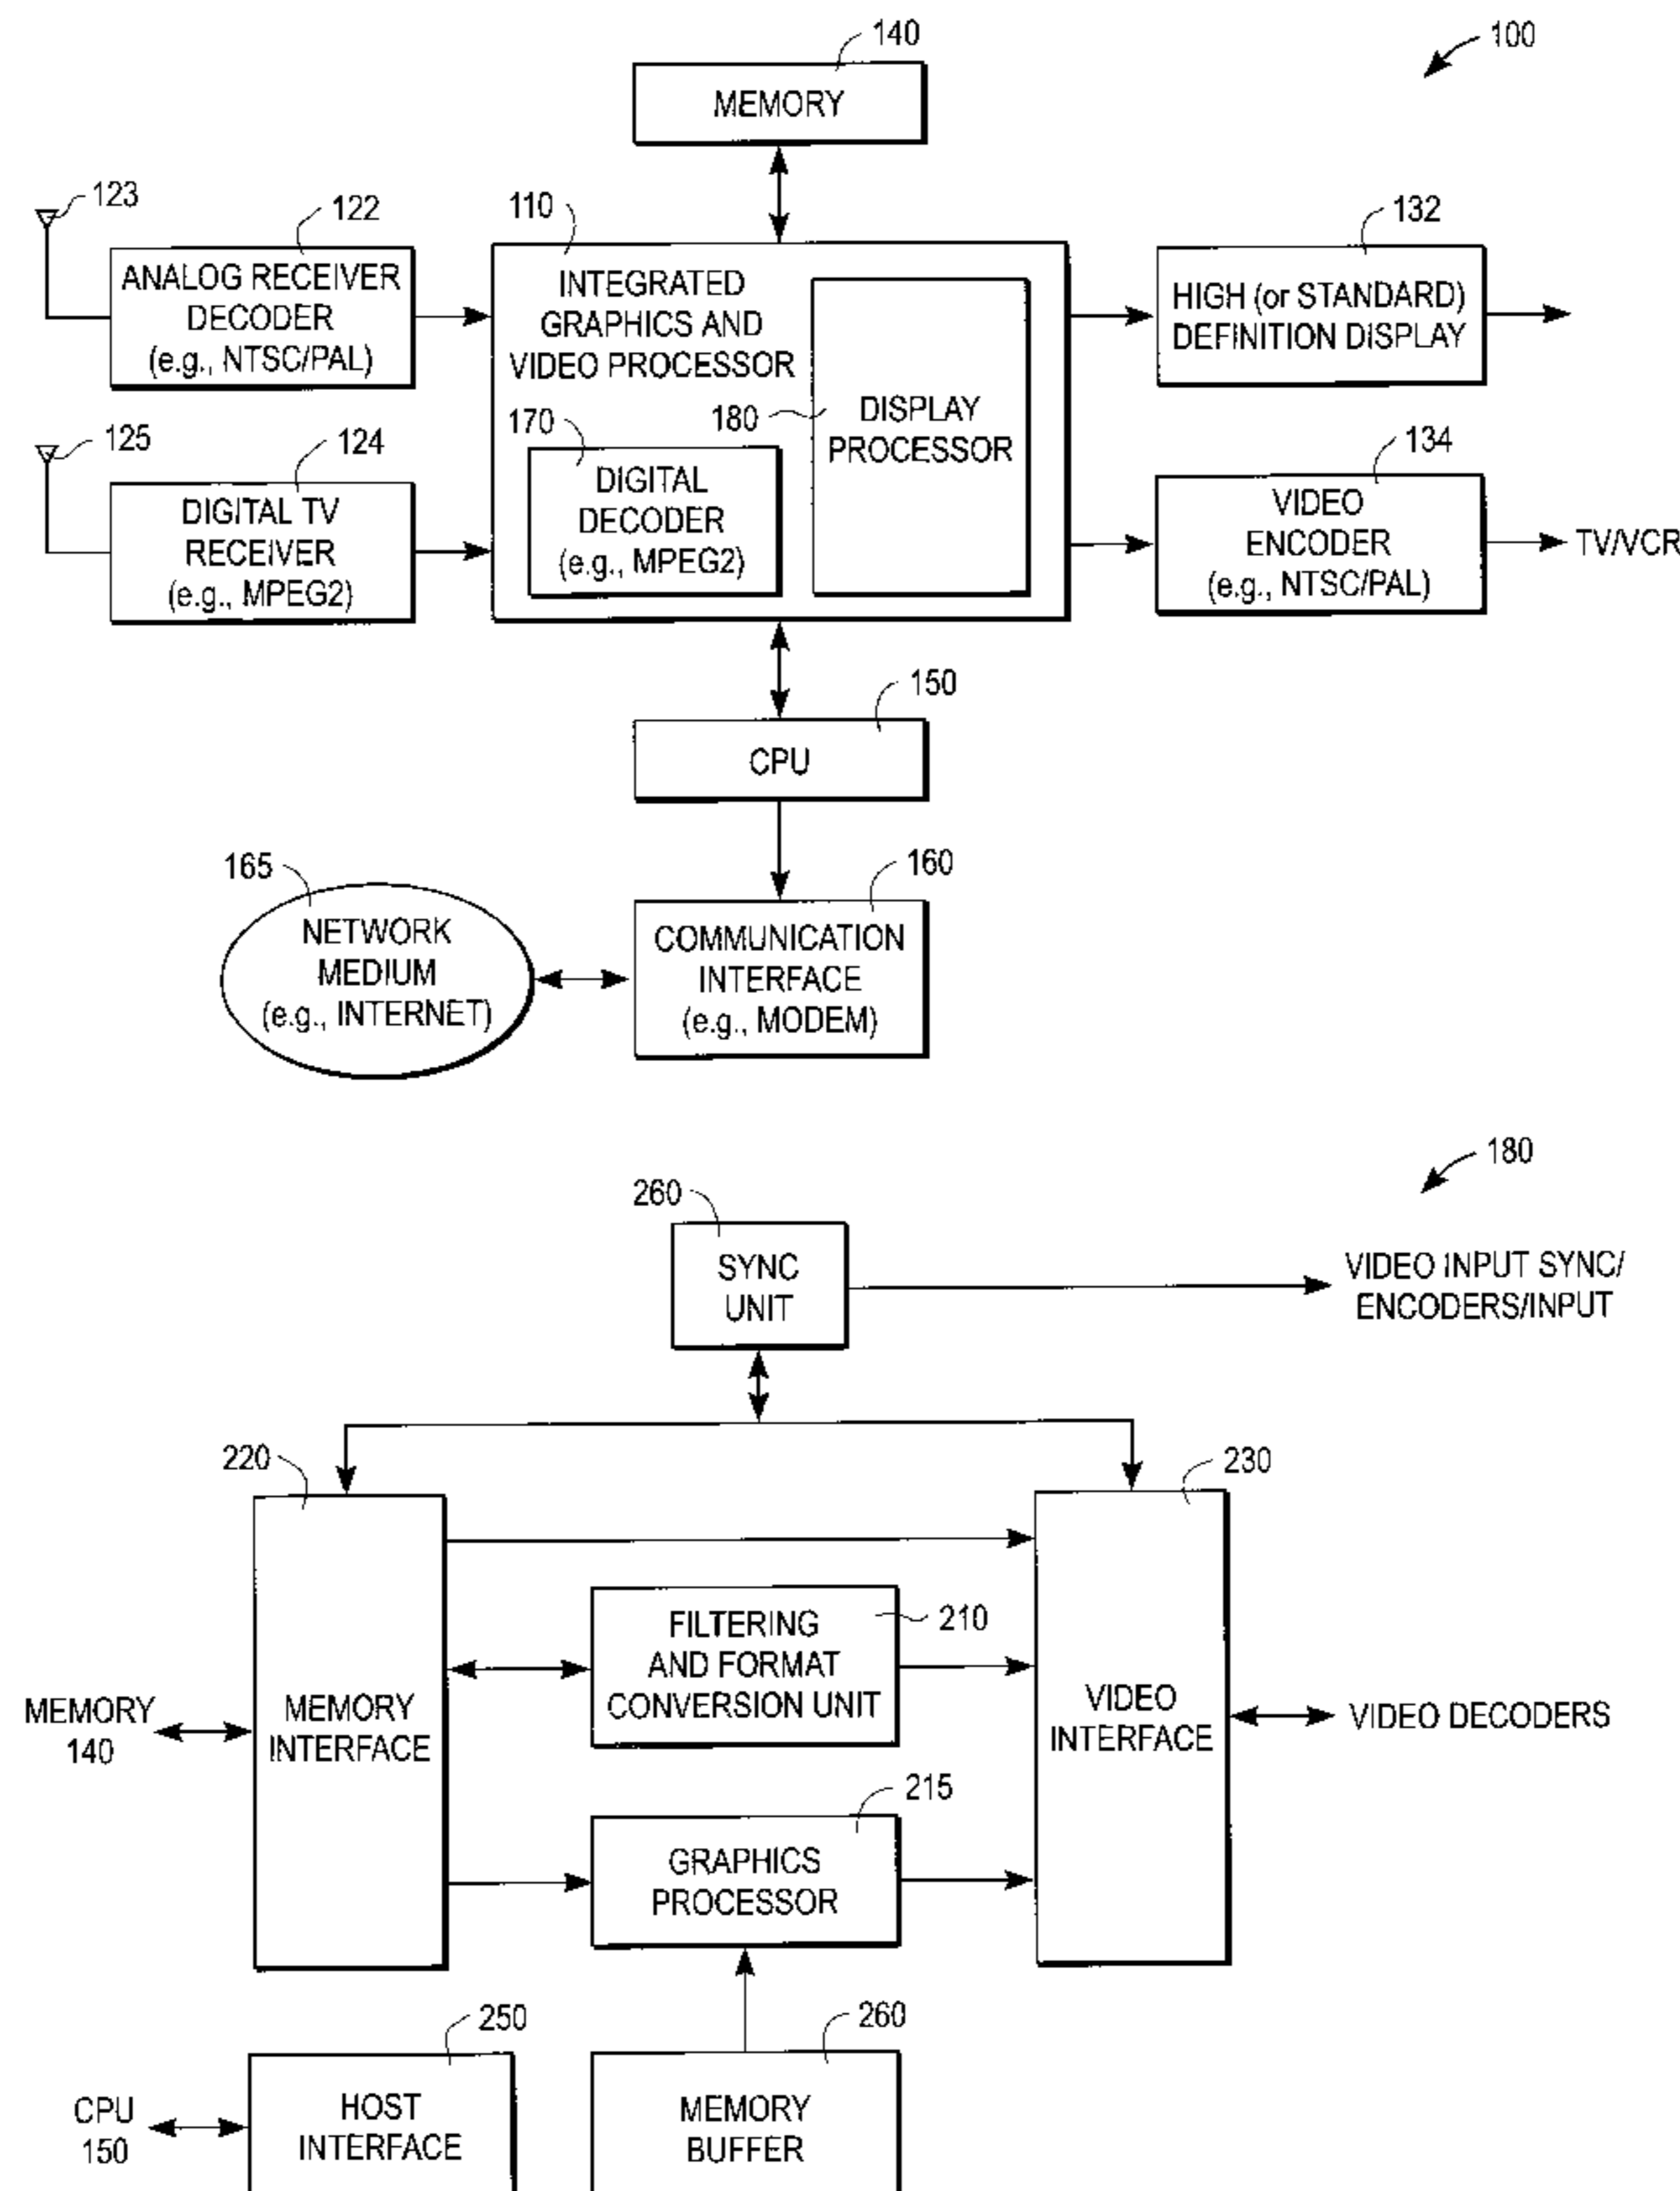 140
100
MEMORY
123
122
110
132
ANALOG RECEIVER
DECODER
(e.g., NTSC/PAL)
INTEGRATED
GRAPHICS AND
VIDEO PROCESSOR
HIGH (or STANDARD)
DEFINITION DISPLAY
125
124
170
180
DISPLAY
PROCESSOR
134
DIGITAL TV
RECEIVER
(e.g., MPEG2)
DIGITAL
DECODER
(e.g., MPEG2)
VIDEO
ENCODER
(e.g., NTSC/PAL)
TV/VCR
150
CPU
165
160
NETWORK
MEDIUM
(e.g., INTERNET)
COMMUNICATION
INTERFACE
(e.g., MODEM)
180
260
SYNC
UNIT
VIDEO INPUT SYNC/
ENCODERS/INPUT
220
230
FILTERING
AND FORMAT
CONVERSION UNIT
210
MEMORY
140
MEMORY
INTERFACE
VIDEO
INTERFACE
VIDEO DECODERS
215
GRAPHICS
PROCESSOR
250
260
CPU
150
HOST
INTERFACE
MEMORY
BUFFER